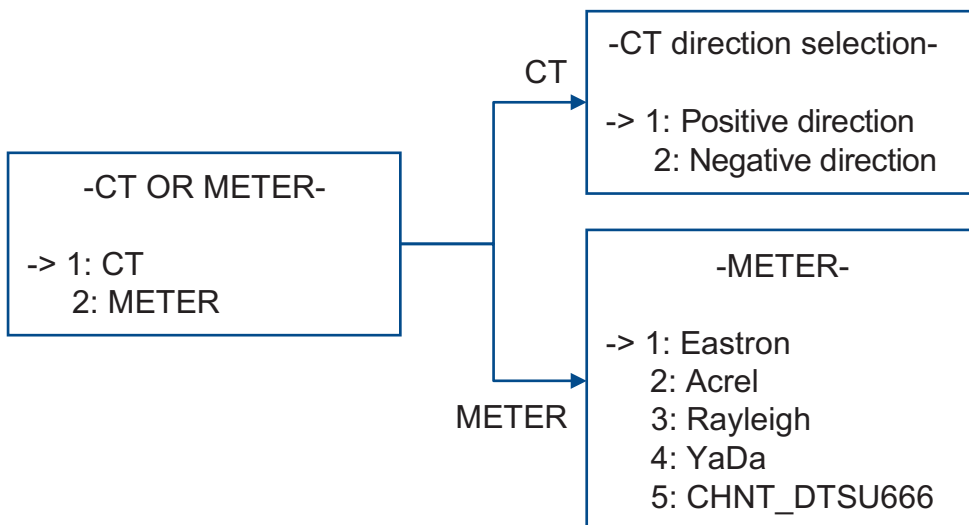 -CT OR METER-
-> 1: CT
2: METER
CT
-CT direction selection-
-> 1: Positive direction
2: Negative direction
METER
-METER-
-> 1: Eastron
2: Acrel
3: Rayleigh
4: YaDa
5: CHNT_DTSU666